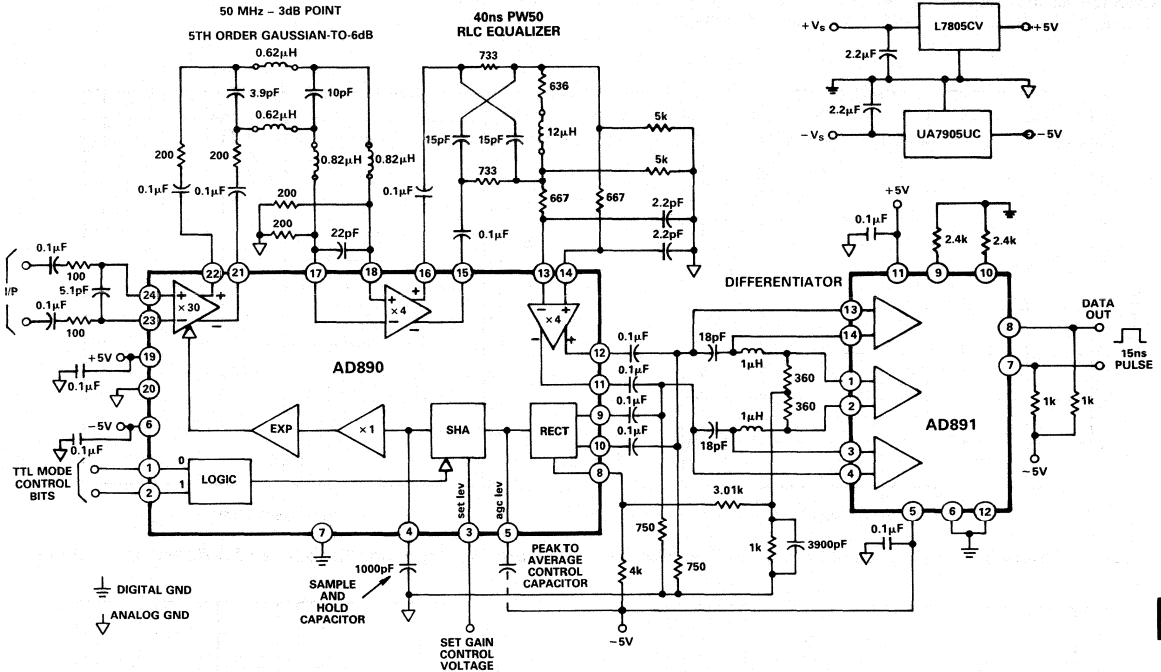 50 MHz – 3dB POINT
5TH ORDER GAUSSIAN-TO-6dB
0.62µH
3.9pF
10pF
0.62µH
200
200
0.82µH
0.82µH
0.1µF
0.1µF
200
200
22pF
40ns PW50
RLC EQUALIZER
733
636
15pF
15pF
12µH
5k
5k
733
0.1µF
667
667
2.2pF
2.2pF
0.1µF
+VS
L7805CV
+5V
2.2µF
2.2µF
–VS
UA7905UC
–5V
I/P
0.1µF
100
5.1pF
0.1µF
100
22
21
17
18
16
15
13
14
24
23
+
–
×30
+
–
+
–
×4
+
–
–
+
×4
–
+
19
+5V
0.1µF
20
6
–5V
0.1µF
AD890
12
11
9
10
8
EXP
×1
SHA
RECT
TTL MODE
CONTROL
BITS
1
2
0
1
LOGIC
set lev
agc lev
7
4
3
5
1000pF
SAMPLE
AND
HOLD
CAPACITOR
PEAK TO
AVERAGE
CONTROL
CAPACITOR
SET GAIN
CONTROL
VOLTAGE
DIGITAL GND
ANALOG GND
0.1µF
0.1µF
0.1µF
0.1µF
4k
750
750
3.01k
1k
3900pF
~5V
DIFFERENTIATOR
18pF
1µH
360
360
1µH
18pF
+5V
0.1µF
2.4k
2.4k
11
9
10
13
14
1
2
3
4
AD891
8
7
5
6
12
0.1µF
DATA
OUT
15ns
PULSE
1k
1k
~5V